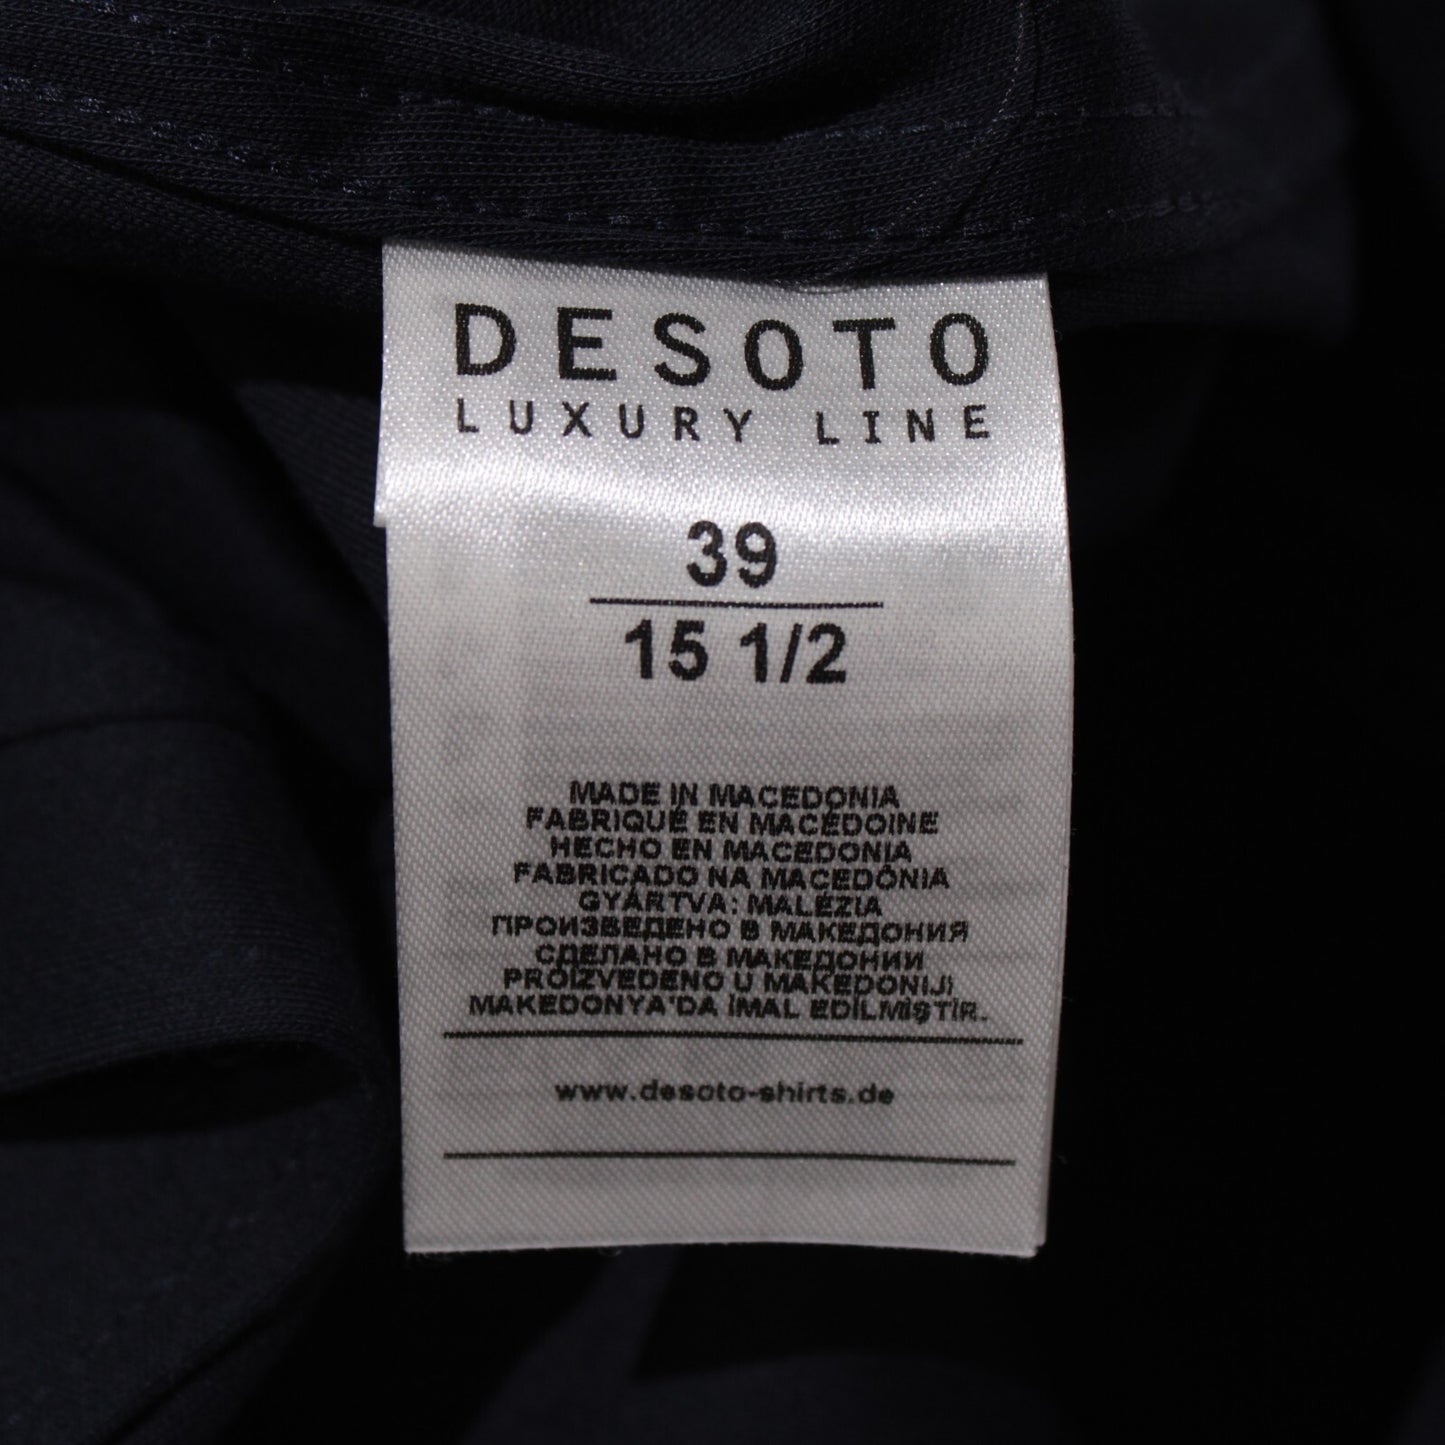 DESOTO
LUXURY LINE
39
15 1/2
MADE IN MACEDONIA
FABRIQUÉ EN MACÉDOINE
HECHO EN MACEDONIA
FABRICADO NA MACEDÓNIA
GYÁRTVA: MALÉZIA
ПРОИЗВЕДЕНО В МАКЕДОНИЯ
СДЕЛАНО В МАКЕДОНИИ
PROIZVEDENO U MAKEDONIJI
MAKEDONYA'DA İMAL EDİLMİŞTİR.
www.desoto-shirts.de